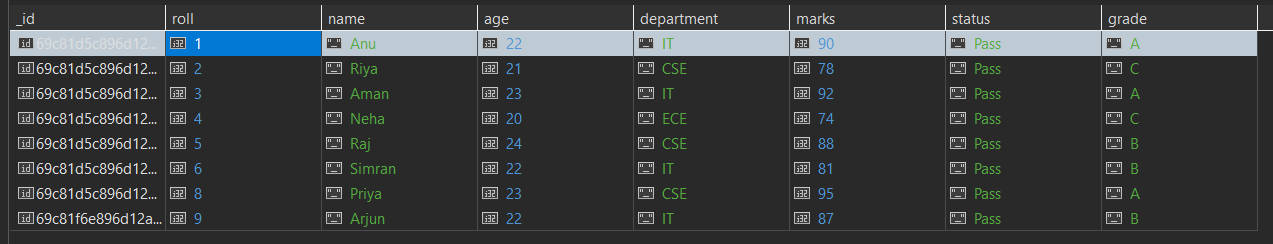 _id roll name age department marks status grade
69c81d5c896d12... 1 Anu 22 IT 90 Pass A
69c81d5c896d12... 2 Riya 21 CSE 78 Pass C
69c81d5c896d12... 3 Aman 23 IT 92 Pass A
69c81d5c896d12... 4 Neha 20 ECE 74 Pass C
69c81d5c896d12... 5 Raj 24 CSE 88 Pass B
69c81d5c896d12... 6 Simran 22 IT 81 Pass B
69c81d5c896d12... 8 Priya 23 CSE 95 Pass A
69c81f6e896d12a... 9 Arjun 22 IT 87 Pass B